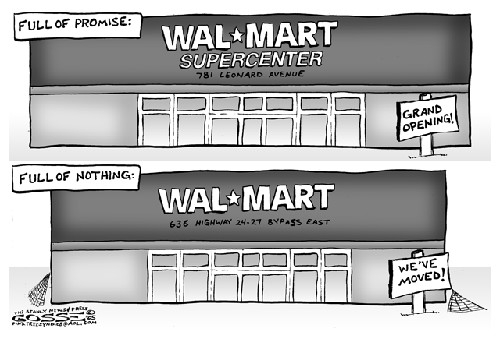 FULL OF PROMISE:
WAL★MART
SUPERCENTER
781 LEONARD AVENUE
GRAND
OPENING!
FULL OF NOTHING:
WAL★MART
635 HIGHWAY 24-27 BYPASS EAST
WE'VE
MOVED!
GOSSE